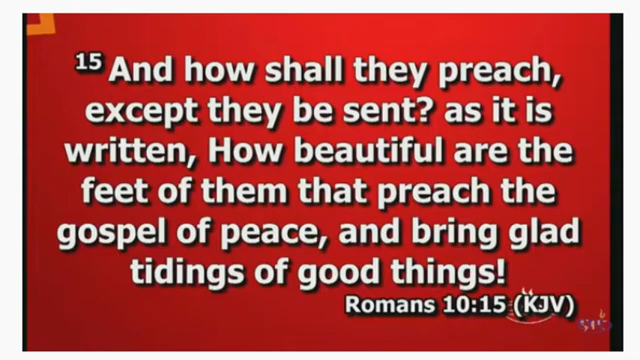 15 And how shall they preach,
except they be sent? as it is
written, How beautiful are the
feet of them that preach the
gospel of peace, and bring glad
tidings of good things!
Romans 10:15 (KJV)